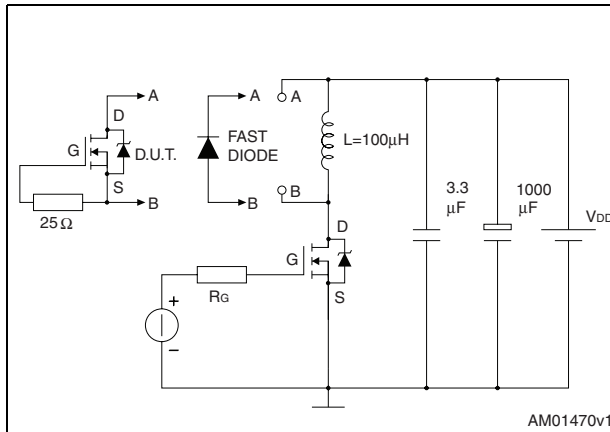 A
A
A
D
G
FAST
DIODE
L=100µH
D.U.T.
S
B
B
B
3.3
µF
1000
µF
VDD
25Ω
D
G
RG
S
+
−
AM01470v1